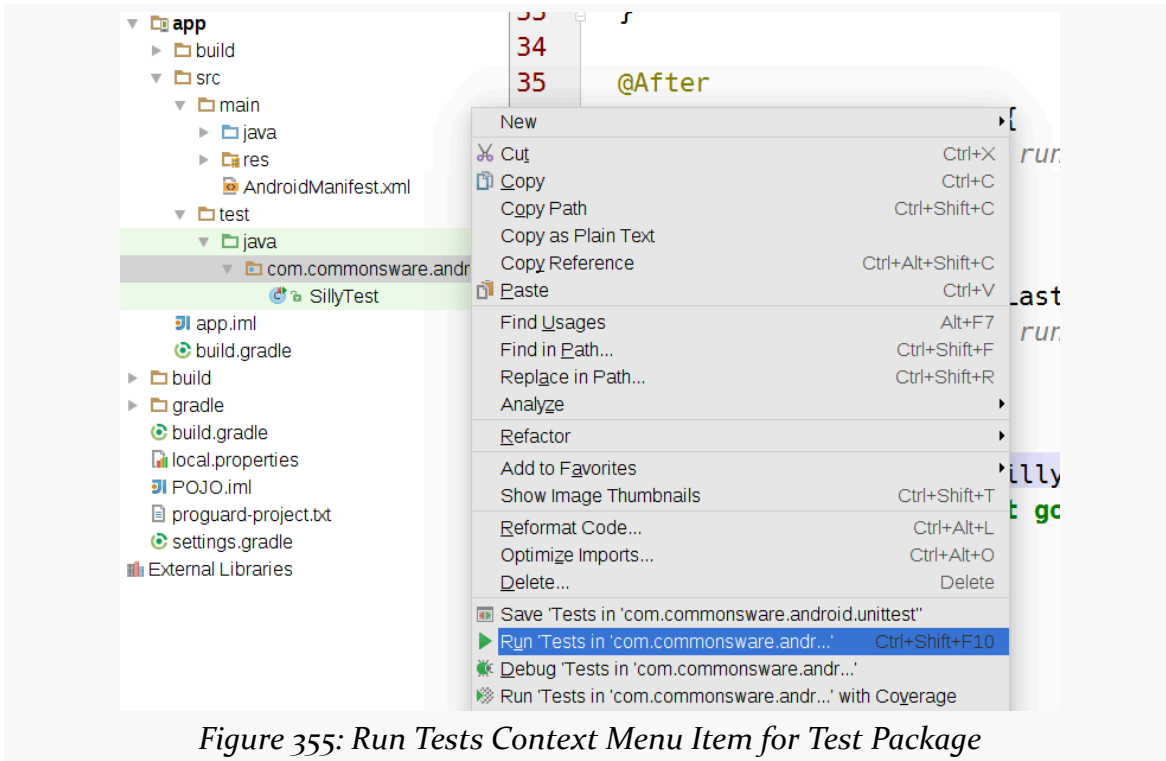 app
build
src
main
java
res
AndroidManifest.xml
test
java
com.commonsware.andr
SillyTest
app.iml
build.gradle
build
gradle
build.gradle
local.properties
POJO.iml
proguard-project.txt
settings.gradle
External Libraries
33 }
34
35 @After
{
run
Last
run
illy
t go
New
Cut Ctrl+X
Copy Ctrl+C
Copy Path Ctrl+Shift+C
Copy as Plain Text
Copy Reference Ctrl+Alt+Shift+C
Paste Ctrl+V
Find Usages Alt+F7
Find in Path... Ctrl+Shift+F
Replace in Path... Ctrl+Shift+R
Analyze
Refactor
Add to Favorites
Show Image Thumbnails Ctrl+Shift+T
Reformat Code... Ctrl+Alt+L
Optimize Imports... Ctrl+Alt+O
Delete... Delete
Save 'Tests in 'com.commonsware.android.unittest''
Run 'Tests in 'com.commonsware.andr...' Ctrl+Shift+F10
Debug 'Tests in 'com.commonsware.andr...'
Run 'Tests in 'com.commonsware.andr...' with Coverage
Figure 355: Run Tests Context Menu Item for Test Package